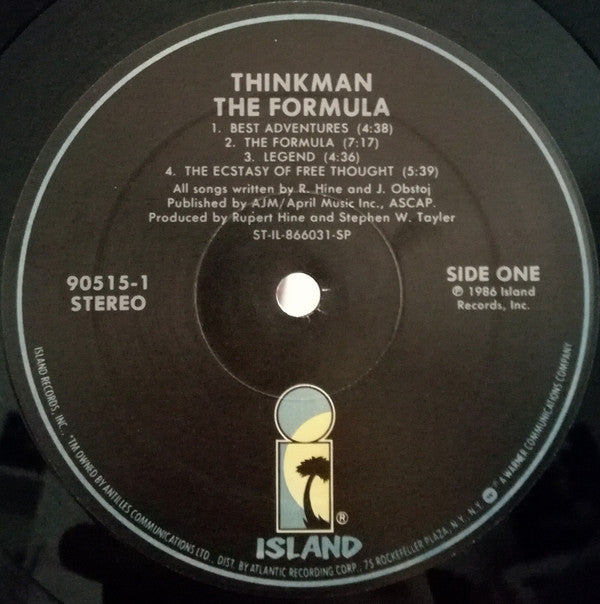 THINKMAN
THE FORMULA
1. BEST ADVENTURES (4:38)
2. THE FORMULA (7:17)
3. LEGEND (4:36)
4. THE ECSTASY OF FREE THOUGHT (5:39)
All songs written by R. Hine and J. Obstoj
Published by AJM/April Music Inc., ASCAP.
Produced by Rupert Hine and Stephen W. Tayler
ST-IL-866031-SP
90515-1
STEREO
SIDE ONE
℗ 1986 Island
Records, Inc.
®
ISLAND
ISLAND RECORDS, INC., *TM OWNED BY ANTILLES COMMUNICATIONS LTD., DIST. BY ATLANTIC RECORDING CORP., 75 ROCKEFELLER PLAZA, N.Y., N.Y. A WARNER COMMUNICATIONS COMPANY